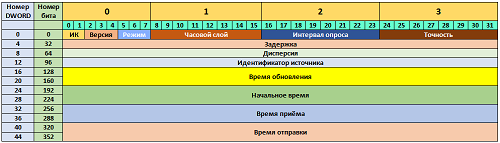 Номер DWORD Номер бита 0 1 2 3
0 1 2 3 4 5 6 7 8 9 10 11 12 13 14 15 16 17 18 19 20 21 22 23 24 25 26 27 28 29 30 31
0 0 ИК Версия Режим Часовой слой Интервал опроса Точность
4 32 Задержка
8 64 Дисперсия
12 96 Идентификатор источника
16 128 Время обновления
20 160
24 192 Начальное время
28 224
32 256 Время приёма
36 288
40 320 Время отправки
44 352